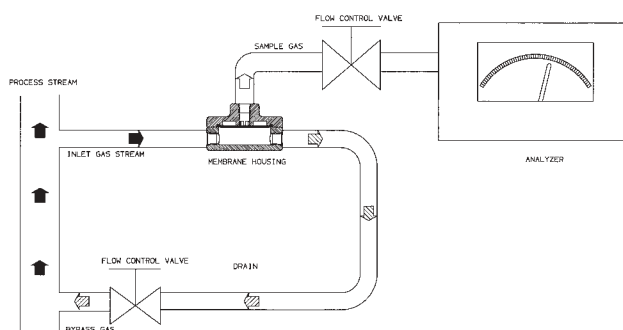 FLOW CONTROL VALVE
SAMPLE GAS
PROCESS STREAM
INLET GAS STREAM
MEMBRANE HOUSING
ANALYZER
FLOW CONTROL VALVE
DRAIN
BYPASS GAS